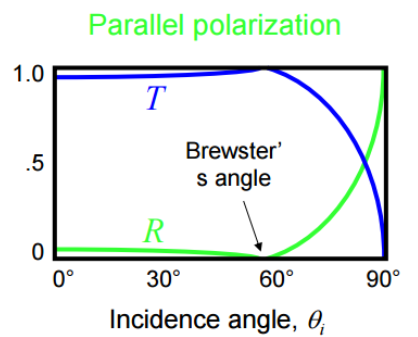 Parallel polarization
1.0
T
Brewster'
s angle
.5
R
0
0° 30° 60° 90°
Incidence angle, θi